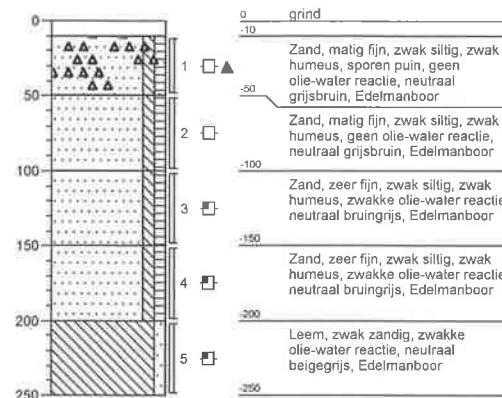 0
50
100
150
200
250
1
2
3
4
5
0 grind
-10
Zand, matig fijn, zwak siltig, zwak
humeus, sporen puin, geen
olie-water reactie, neutraal
grijsbruin, Edelmanboor
-50
Zand, matig fijn, zwak siltig, zwak
humeus, geen olie-water reactie,
neutraal grijsbruin, Edelmanboor
-100
Zand, zeer fijn, zwak siltig, zwak
humeus, zwakke olie-water reactie
neutraal bruingrijs, Edelmanboor
-150
Zand, zeer fijn, zwak siltig, zwak
humeus, zwakke olie-water reactie
neutraal bruingrijs, Edelmanboor
-200
Leem, zwak zandig, zwakke
olie-water reactie, neutraal
beigegrijs, Edelmanboor
-250